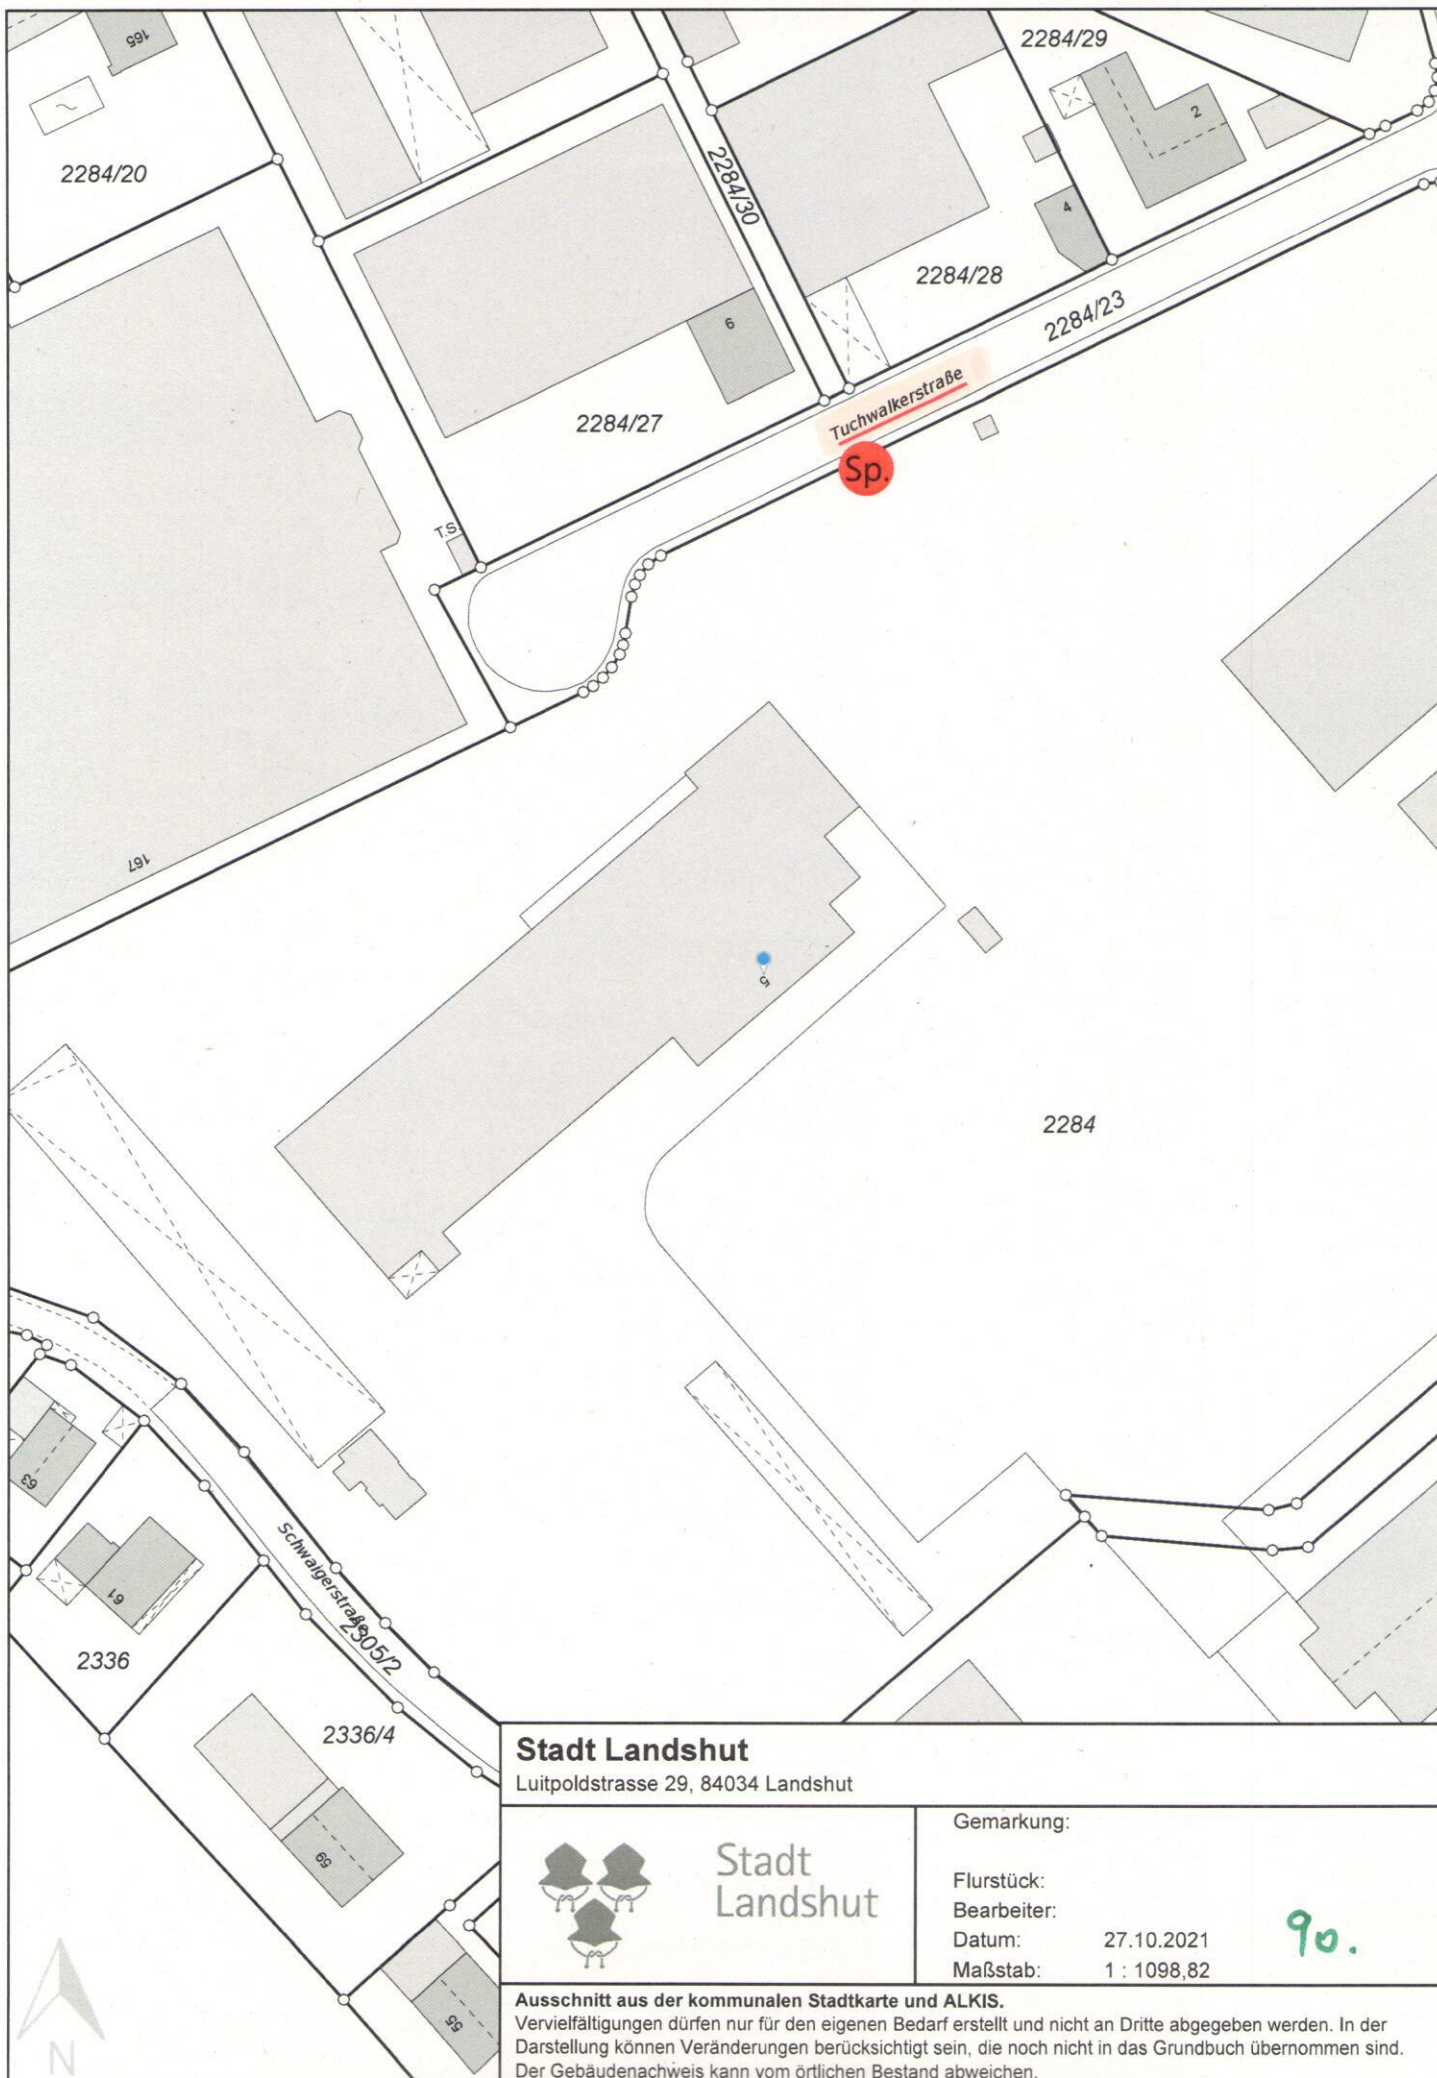 165
2284/29
2
2284/20
2284/30
4
2284/28
2284/23
6
Tuchwalkerstraße
2284/27
Sp.
T.S.
167
5
2284
63
Schwaigerstraße
61
2305/2
2336
2336/4
59
55
N
Stadt Landshut
Luitpoldstrasse 29, 84034 Landshut
Stadt
Landshut
Gemarkung:
Flurstück:
Bearbeiter:
Datum: 27.10.2021
Maßstab: 1 : 1098,82
90.
Ausschnitt aus der kommunalen Stadtkarte und ALKIS.
Vervielfältigungen dürfen nur für den eigenen Bedarf erstellt und nicht an Dritte abgegeben werden. In der
Darstellung können Veränderungen berücksichtigt sein, die noch nicht in das Grundbuch übernommen sind.
Der Gebäudenachweis kann vom örtlichen Bestand abweichen.